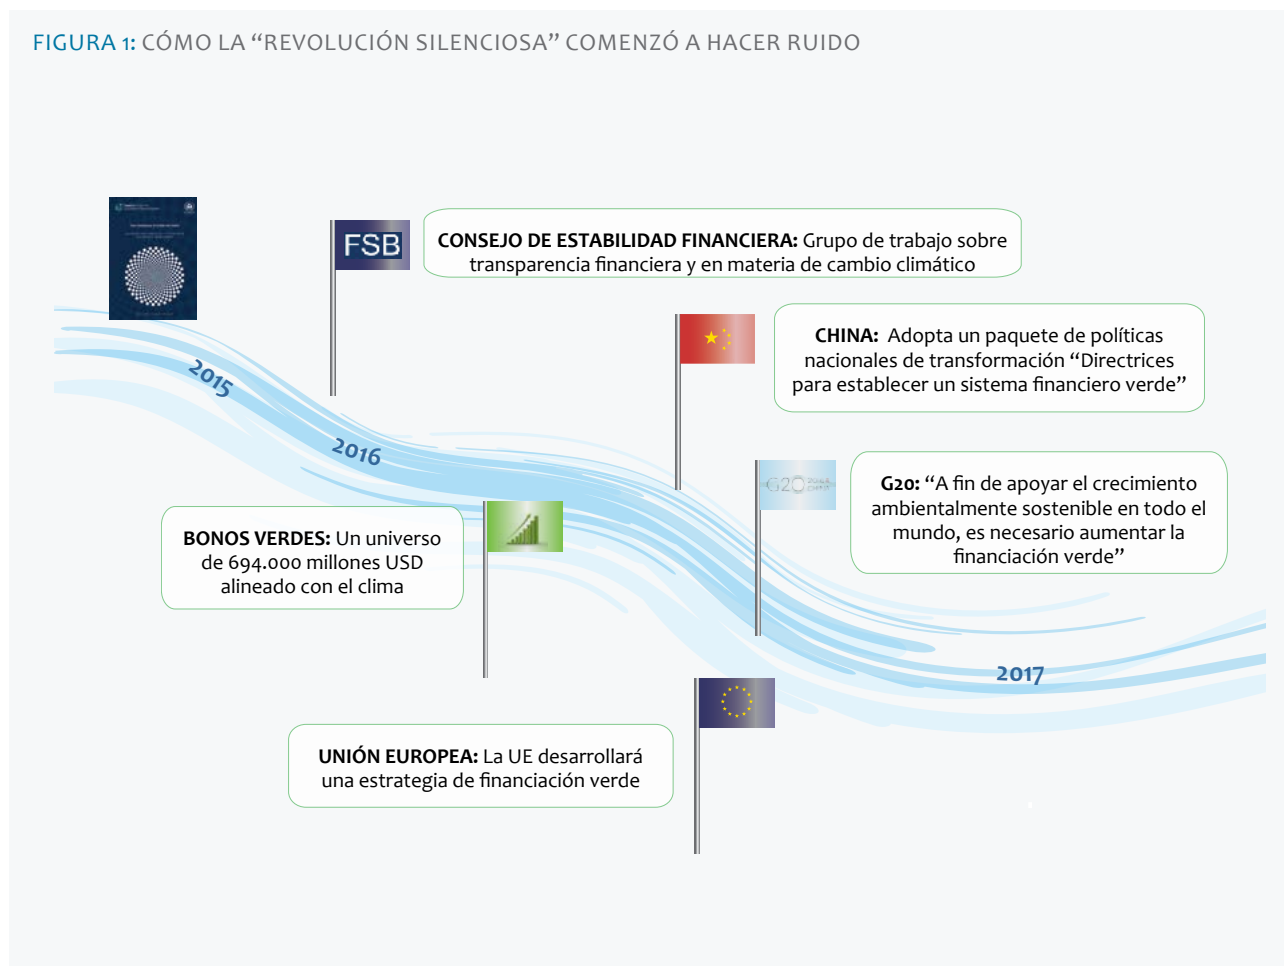 FIGURA 1: CÓMO LA “REVOLUCIÓN SILENCIOSA” COMENZÓ A HACER RUIDO
FSB
CONSEJO DE ESTABILIDAD FINANCIERA: Grupo de trabajo sobre
transparencia financiera y en materia de cambio climático
CHINA: Adopta un paquete de políticas
nacionales de transformación “Directrices
para establecer un sistema financiero verde”
2015
2016
G20
G20: “A fin de apoyar el crecimiento
ambientalmente sostenible en todo el
mundo, es necesario aumentar la
financiación verde”
BONOS VERDES: Un universo
de 694.000 millones USD
alineado con el clima
2017
UNIÓN EUROPEA: La UE desarrollará
una estrategia de financiación verde